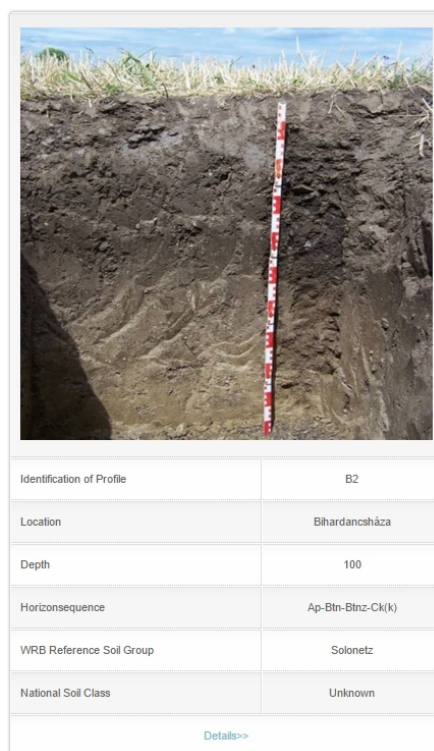 Identification of Profile B2
Location Bihardancsháza
Depth 100
Horizonsequence Ap-Btn-Btnz-Ck(k)
WRB Reference Soil Group Solonetz
National Soil Class Unknown
Details>>